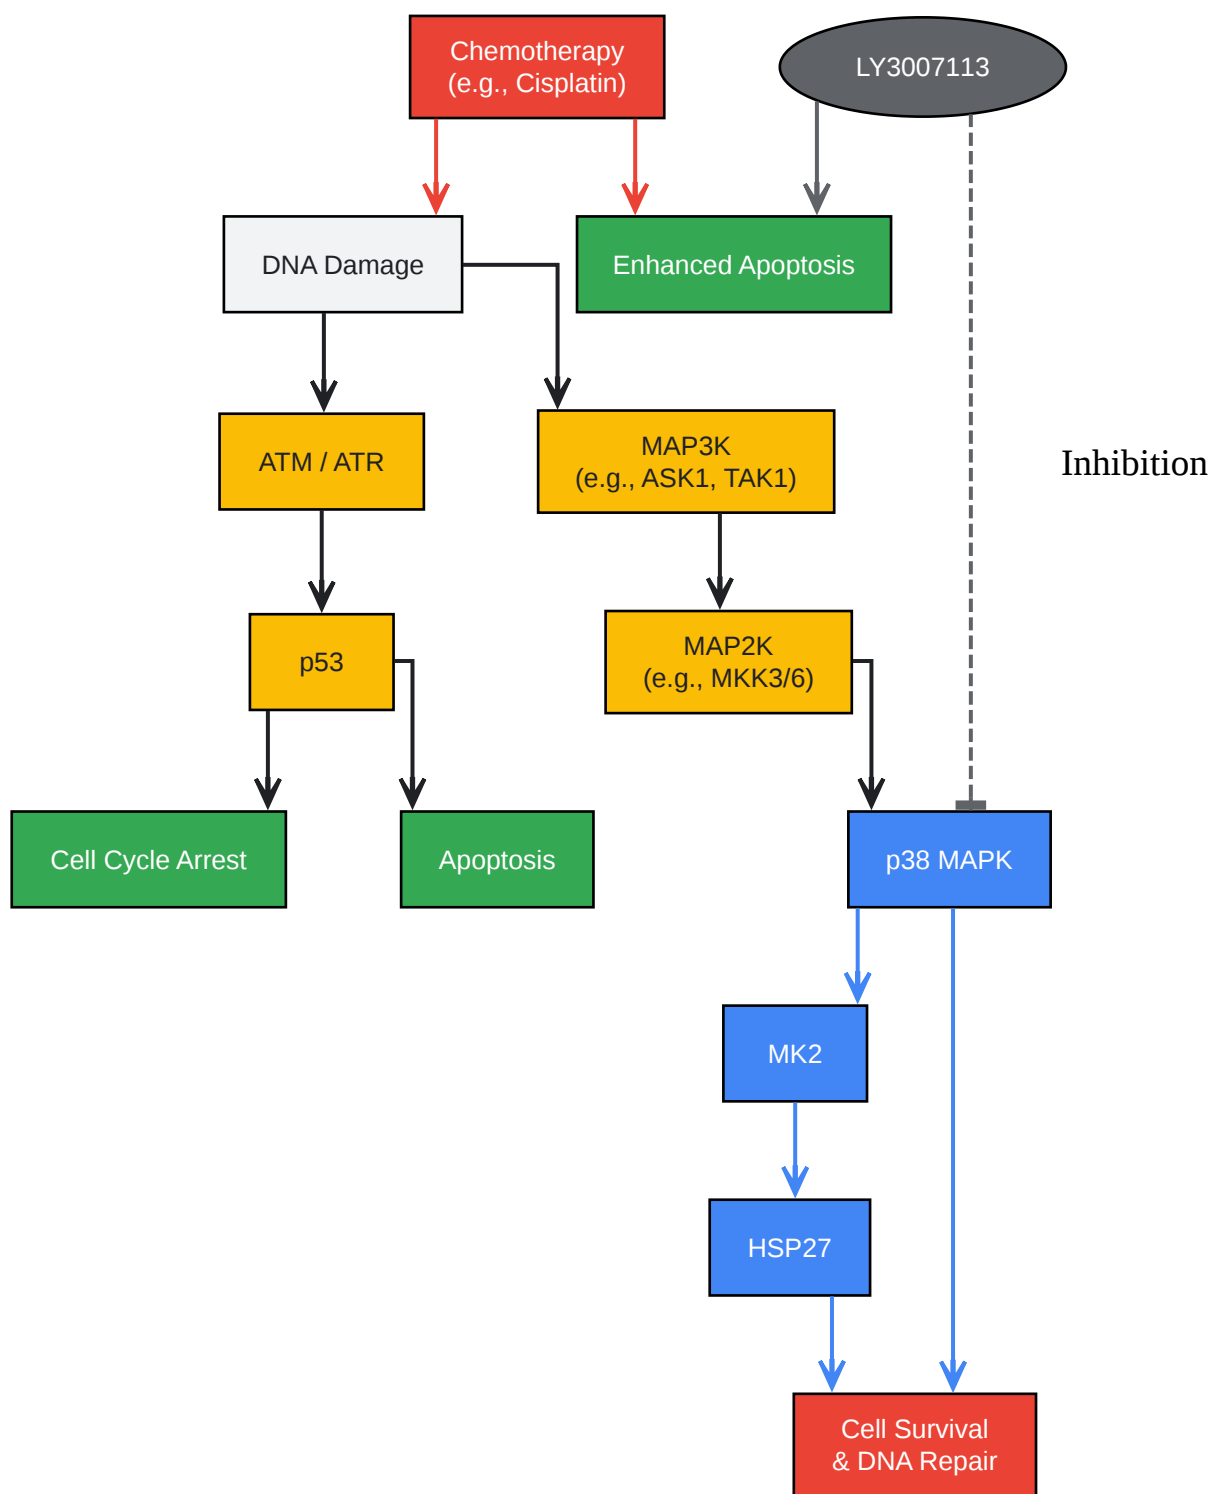 Chemotherapy
(e.g., Cisplatin)
LY3007113
DNA Damage
Enhanced Apoptosis
ATM / ATR
MAP3K
(e.g., ASK1, TAK1)
Inhibition
p53
MAP2K
(e.g., MKK3/6)
Cell Cycle Arrest
Apoptosis
p38 MAPK
MK2
HSP27
Cell Survival
& DNA Repair